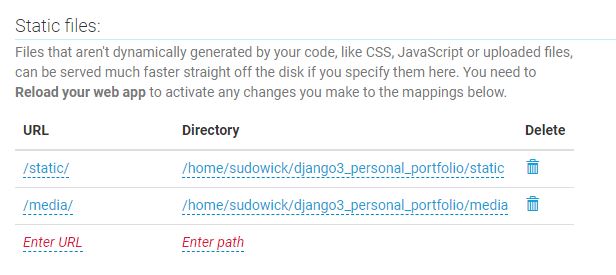 Static files:
Files that aren't dynamically generated by your code, like CSS, JavaScript or uploaded files,
can be served much faster straight off the disk if you specify them here. You need to
Reload your web app to activate any changes you make to the mappings below.
URL Directory Delete
/static/ /home/sudowick/django3_personal_portfolio/static
/media/ /home/sudowick/django3_personal_portfolio/media
Enter URL Enter path